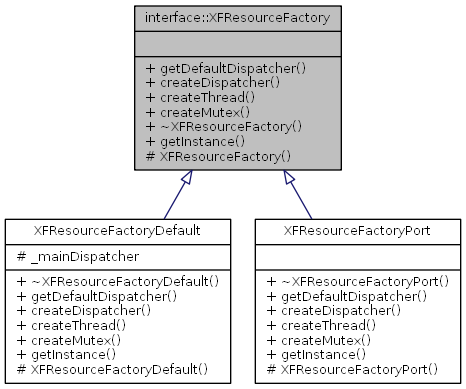 interface::XFResourceFactory
+ getDefaultDispatcher()
+ createDispatcher()
+ createThread()
+ createMutex()
+ ~XFResourceFactory()
+ getInstance()
# XFResourceFactory()
XFResourceFactoryDefault
# _mainDispatcher
+ ~XFResourceFactoryDefault()
+ getDefaultDispatcher()
+ createDispatcher()
+ createThread()
+ createMutex()
+ getInstance()
# XFResourceFactoryDefault()
XFResourceFactoryPort
+ ~XFResourceFactoryPort()
+ getDefaultDispatcher()
+ createDispatcher()
+ createThread()
+ createMutex()
+ getInstance()
# XFResourceFactoryPort()